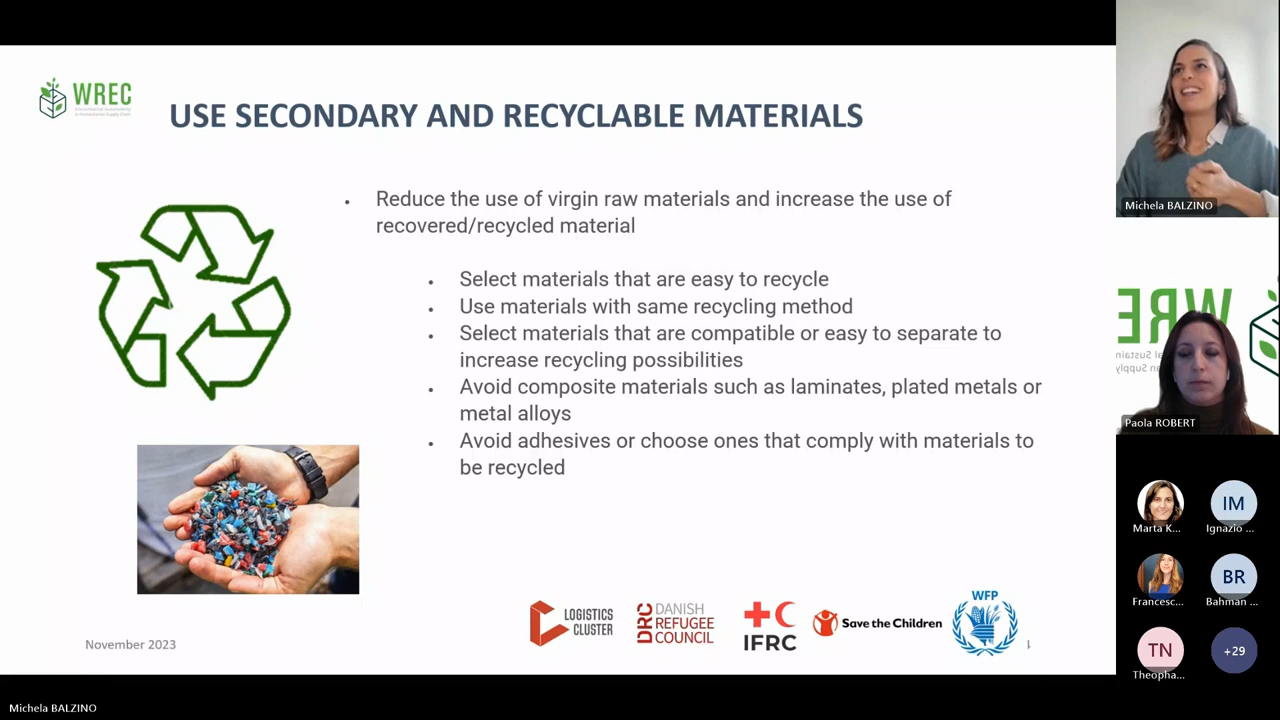 WREC
USE SECONDARY AND RECYCLABLE MATERIALS
Reduce the use of virgin raw materials and increase the use of
recovered/recycled material
Select materials that are easy to recycle
Use materials with same recycling method
Select materials that are compatible or easy to separate to
increase recycling possibilities
Avoid composite materials such as laminates, plated metals or
metal alloys
Avoid adhesives or choose ones that comply with materials to
be recycled
November 2023
LOGISTICS
CLUSTER
DRC
DANISH
REFUGEE
COUNCIL
IFRC
Save the Children
WFP
Michela BALZINO
WREC
Paola ROBERT
Marta K...
IM
Ignazio ...
Francesc...
BR
Bahman ...
TN
Theopha...
+29
Michela BALZINO